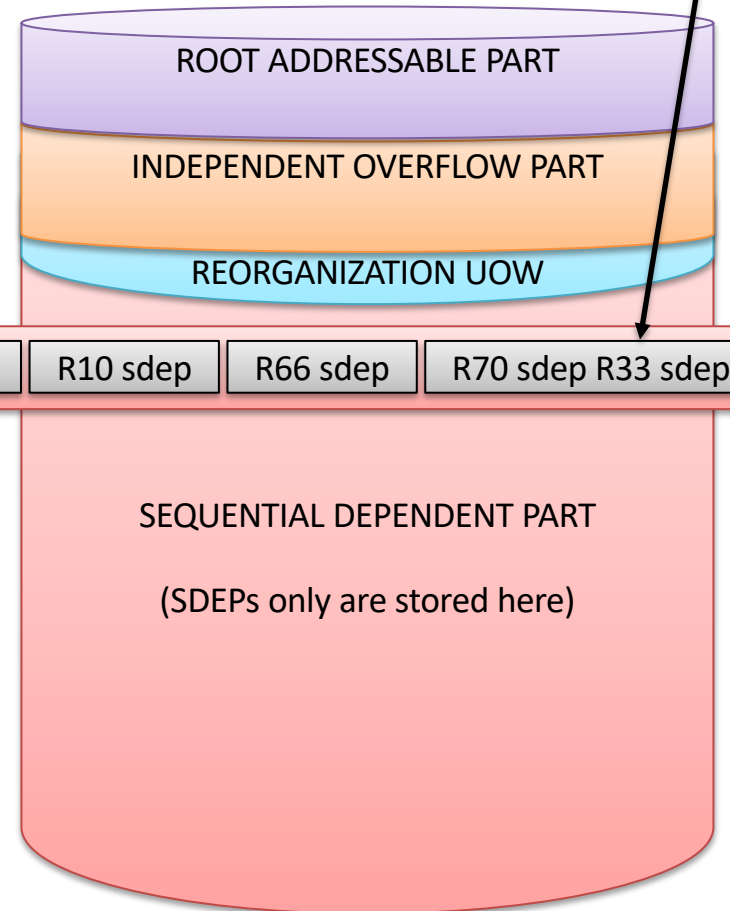 ROOT ADDRESSABLE PART
INDEPENDENT OVERFLOW PART
REORGANIZATION UOW
R10 sdep R66 sdep R70 sdep R33 sdep
SEQUENTIAL DEPENDENT PART
(SDEPs only are stored here)